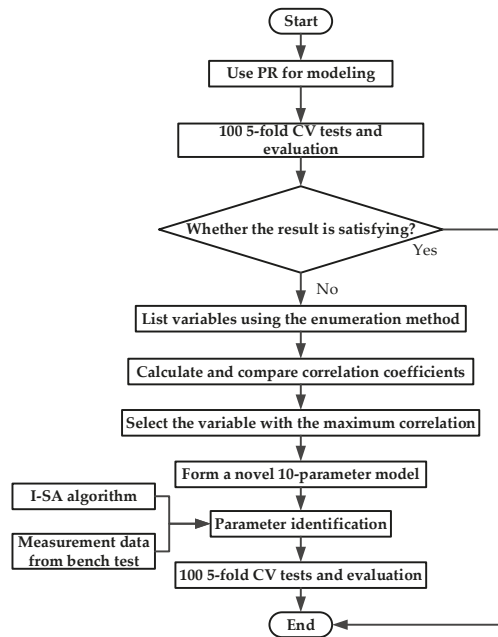 Start
Use PR for modeling
100 5-fold CV tests and
evaluation
Whether the result is satisfying?
Yes
No
List variables using the enumeration method
Calculate and compare correlation coefficients
Select the variable with the maximum correlation
Form a novel 10-parameter model
I-SA algorithm
Parameter identification
Measurement data
from bench test
100 5-fold CV tests and evaluation
End